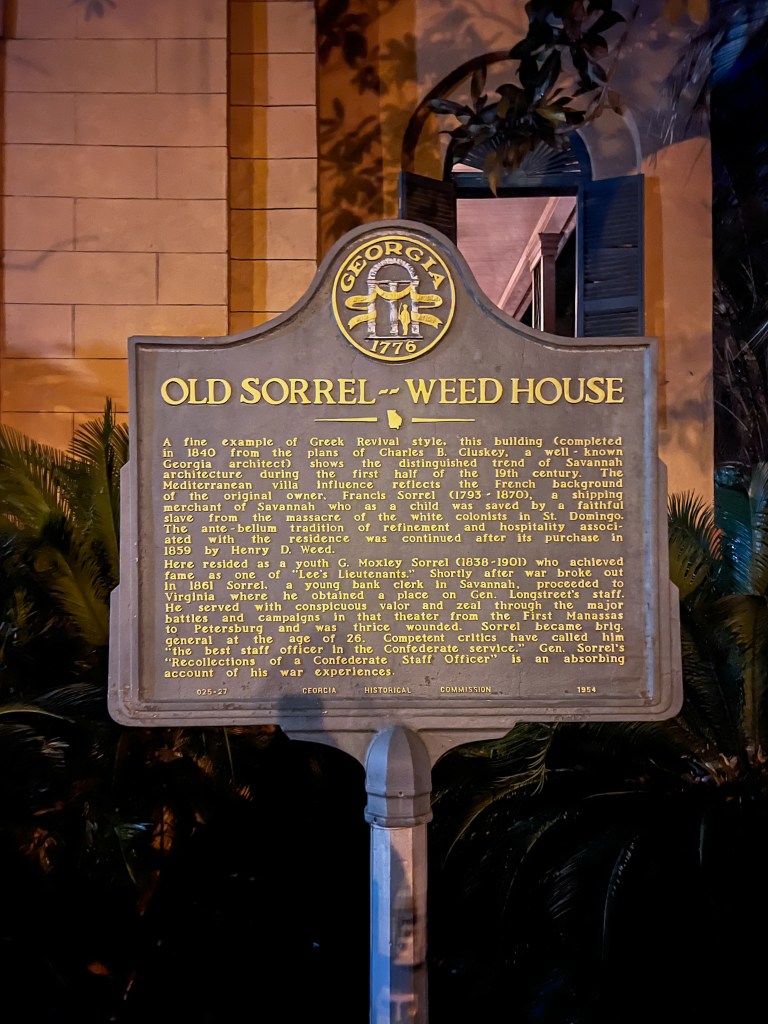 GEORGIA
1776
OLD SORREL--WEED HOUSE
A fine example of Greek Revival style, this building (completed
in 1840 from the plans of Charles B. Cluskey, a well-known
Georgia architect) shows the distinguished trend of Savannah
architecture during the first half of the 19th century. The
Mediterranean villa influence reflects the French background
of the original owner, Francis Sorrel (1793-1870), a shipping
merchant of Savannah who as a child was saved by a faithful
slave from the massacre of the white colonists in St. Domingo.
The ante-bellum tradition of refinement and hospitality associ-
ated with the residence was continued after its purchase in
1859 by Henry D. Weed.
Here resided as a youth G. Moxley Sorrel (1838-1901) who achieved
fame as one of "Lee's Lieutenants." Shortly after war broke out
in 1861 Sorrel, a young bank clerk in Savannah, proceeded to
Virginia where he obtained a place on Gen. Longstreet's staff.
He served with conspicuous valor and zeal through the major
battles and campaigns in that theater from the First Manassas
to Petersburg and was thrice wounded. Sorrel became brig.
general at the age of 26. Competent critics have called him
"the best staff officer in the Confederate service." Gen. Sorrel's
"Recollections of a Confederate Staff Officer" is an absorbing
account of his war experiences.
025-27 GEORGIA HISTORICAL COMMISSION 1954